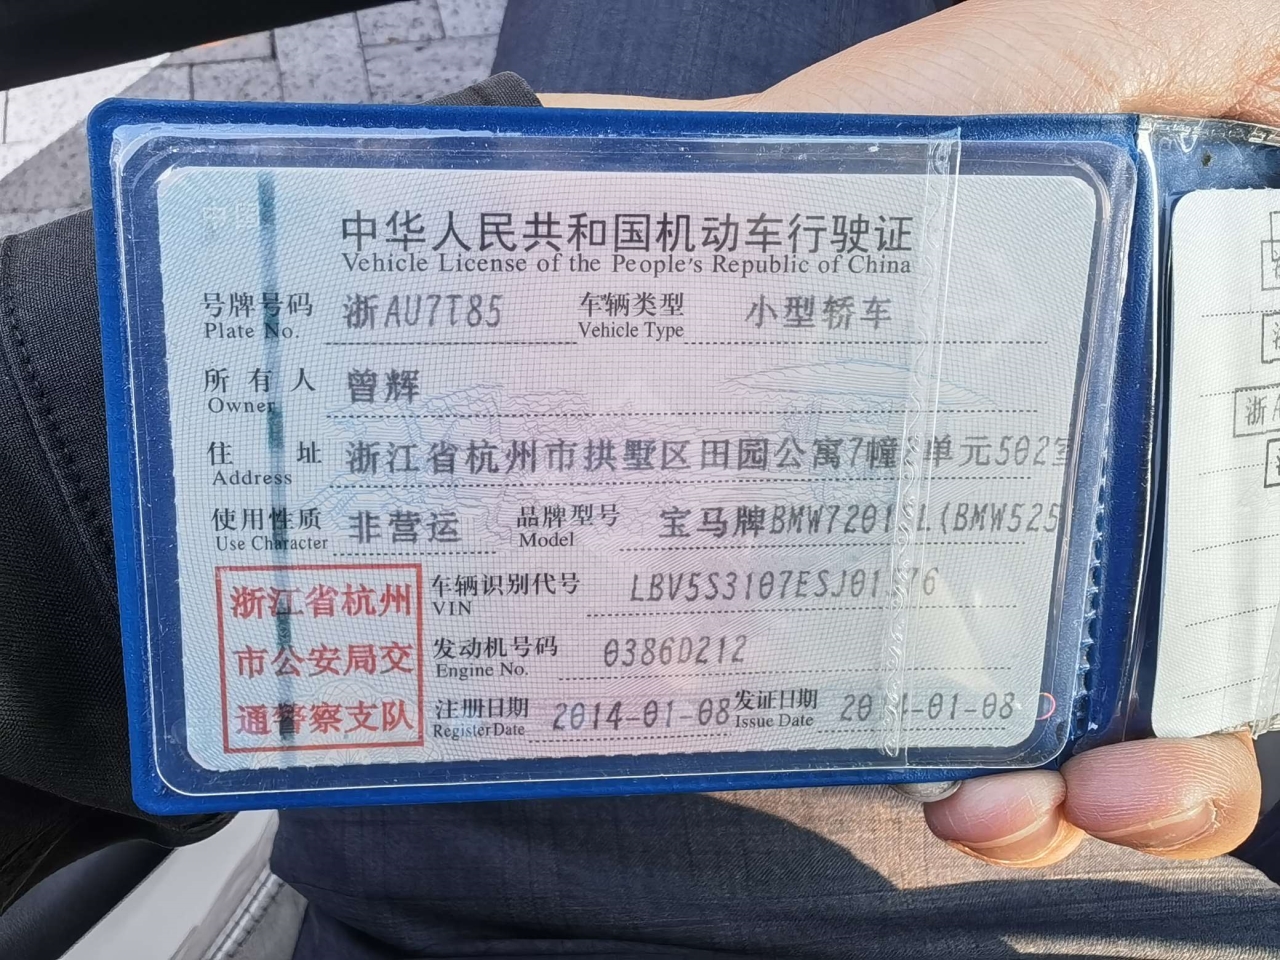 中华人民共和国机动车行驶证
Vehicle License of the People's Republic of China
号牌号码 浙AU7T85 车辆类型 小型轿车
Plate No. Vehicle Type
所有人 曾辉
Owner
住址 浙江省杭州市拱墅区田园公寓7幢 单元502室
Address
使用性质 非营运 品牌型号 宝马牌BMW7201 L(BMW525
Use Character Model
浙江省杭州
市公安局交
通警察支队
车辆识别代号 LBV5S3107ESJ01 76
VIN
发动机号码 0386D212
Engine No.
注册日期 2014-01-08 发证日期 2014-01-08
Register Date Issue Date
浙